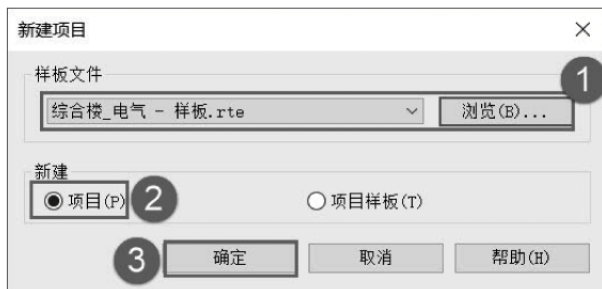 新建项目
样板文件
1
综合楼_电气 - 样板.rte
浏览(B)...
新建
项目(P) 2
项目样板(T)
3 确定 取消 帮助(H)